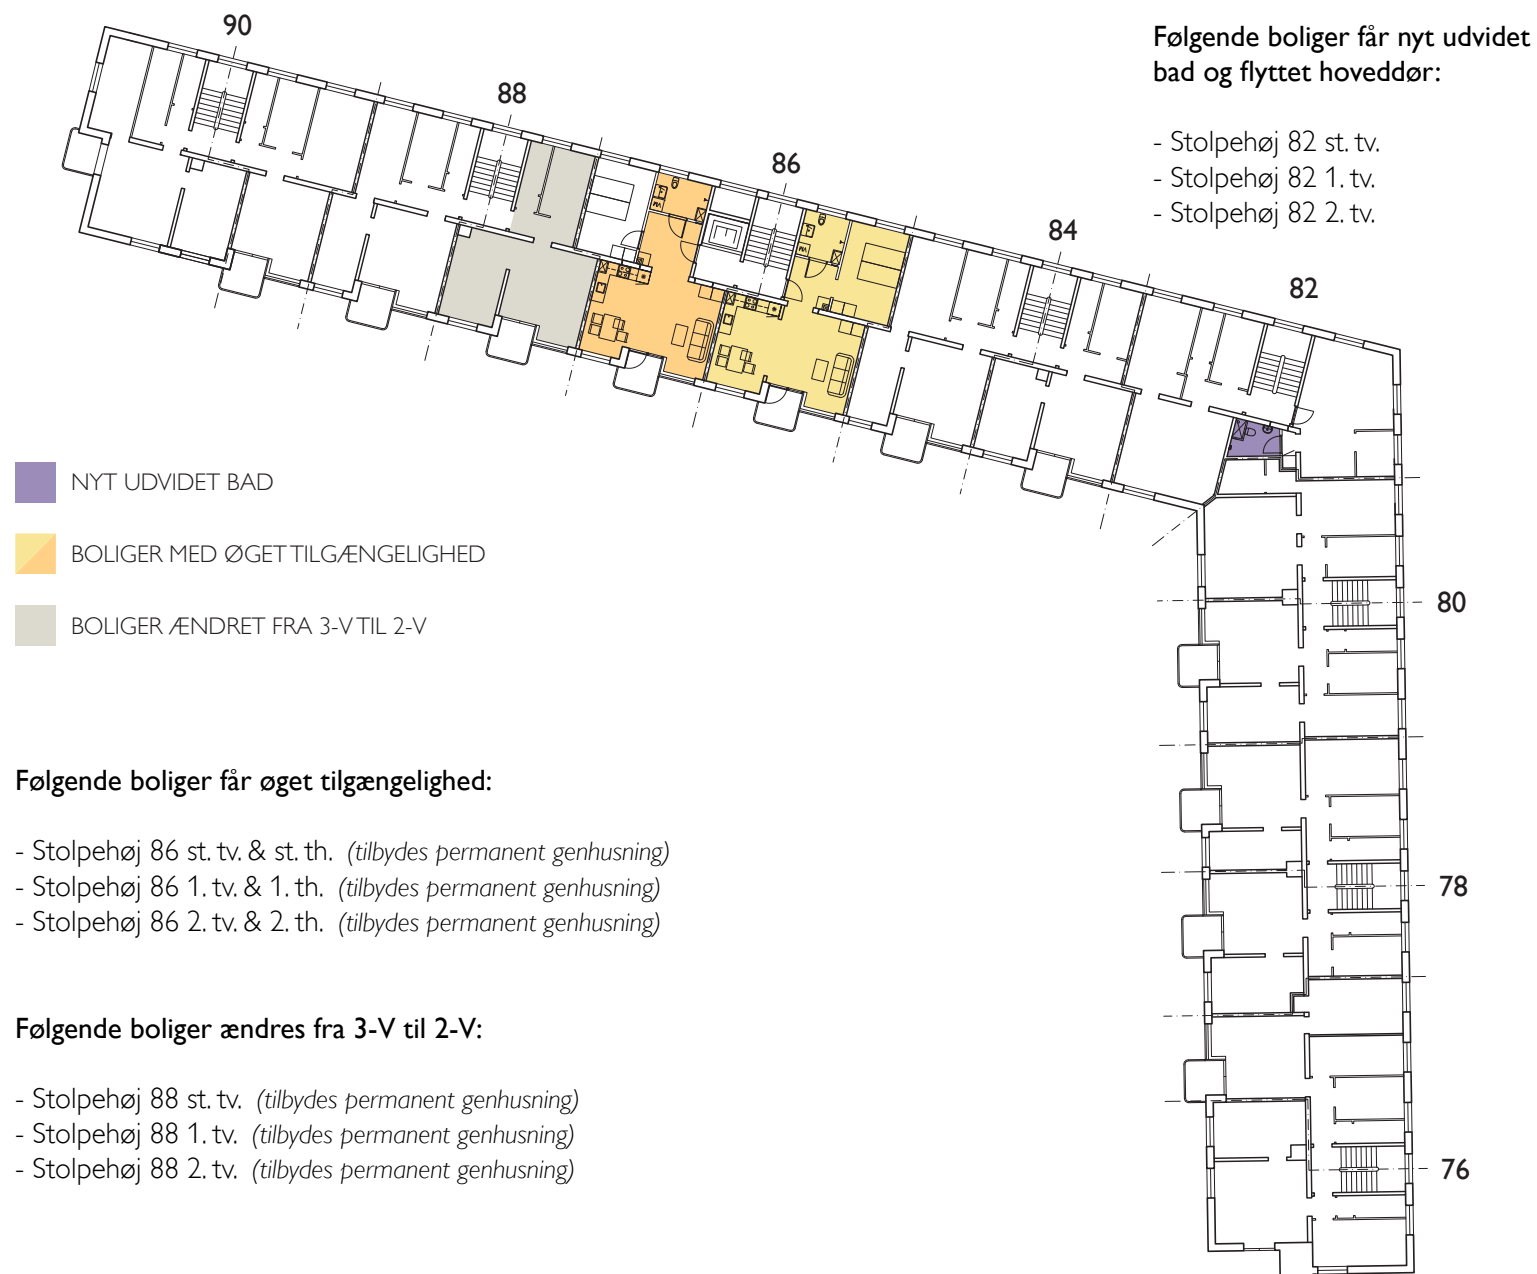 90
88
86
84
82
Følgende boliger får nyt udvidet
bad og flyttet hoveddør:
- Stolpehøj 82 st. tv.
- Stolpehøj 82 1. tv.
- Stolpehøj 82 2. tv.
NYT UDVIDET BAD
BOLIGER MED ØGET TILGÆNGELIGHED
BOLIGER ÆNDRET FRA 3-V TIL 2-V
80
78
76
Følgende boliger får øget tilgængelighed:
- Stolpehøj 86 st. tv. & st. th. (tilbydes permanent genhusning)
- Stolpehøj 86 1. tv. & 1. th. (tilbydes permanent genhusning)
- Stolpehøj 86 2. tv. & 2. th. (tilbydes permanent genhusning)
Følgende boliger ændres fra 3-V til 2-V:
- Stolpehøj 88 st. tv. (tilbydes permanent genhusning)
- Stolpehøj 88 1. tv. (tilbydes permanent genhusning)
- Stolpehøj 88 2. tv. (tilbydes permanent genhusning)